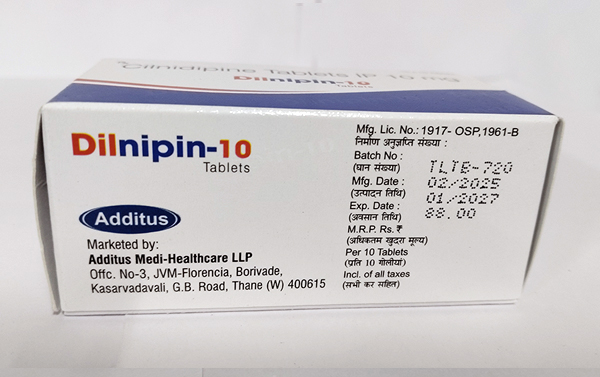 Cilnidipine Tablets IP 10 mg
Dilnipin-10
Tablets
Dilnipin-10
Tablets
Additus
Marketed by:
Additus Medi-Healthcare LLP
Offc. No-3, JVM-Florencia, Borivade,
Kasarvadavali, G.B. Road, Thane (W) 400615
Mfg. Lic. No.: 1917- OSP,1961-B
निर्माण अनुज्ञप्ति संख्या :
Batch No :
(घान संख्या) TLTE-720
Mfg. Date : 02/2025
(उत्पादन तिथि) 01/2027
Exp. Date : 88.00
(अवसान तिथि)
M.R.P. Rs. ₹
(अधिकतम खुदरा मूल्य)
Per 10 Tablets
(प्रति 10 गोलीयां)
Incl. of all taxes
(सभी कर सहित)